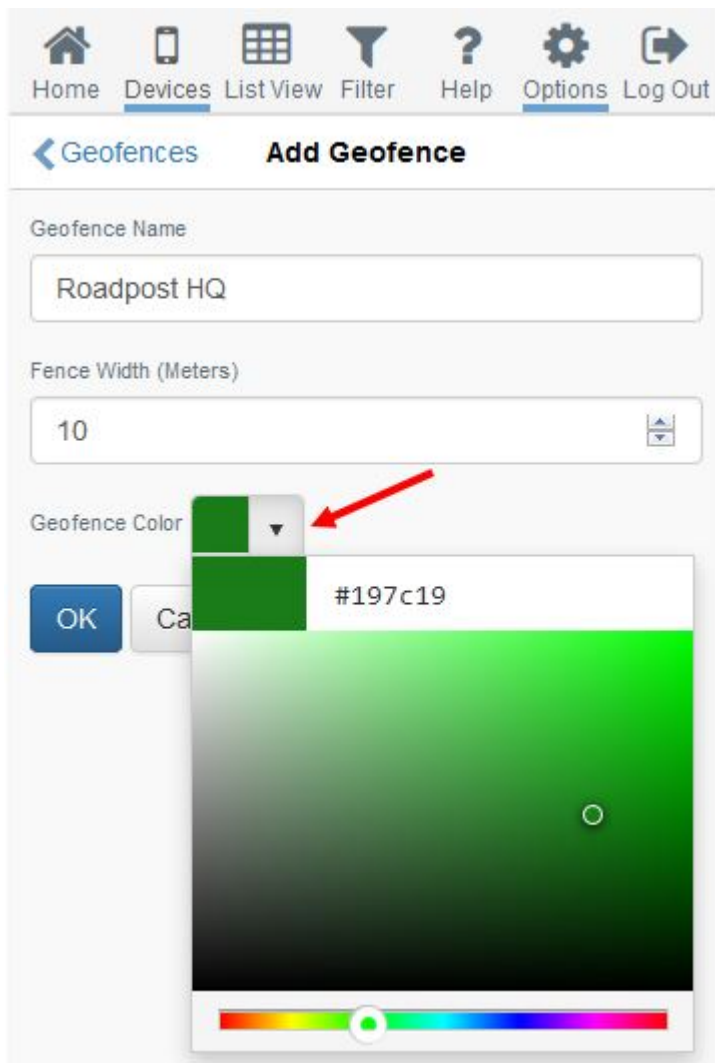 Home Devices List View Filter Help Options Log Out
Geofences Add Geofence
Geofence Name
Roadpost HQ
Fence Width (Meters)
10
Geofence Color
#197c19
OK Ca